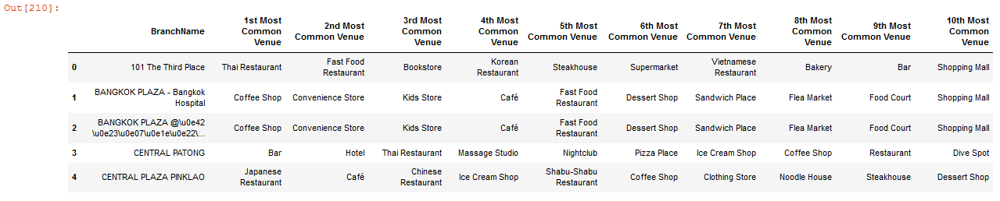 Out[210]:
BranchName 1st Most Common Venue 2nd Most Common Venue 3rd Most Common Venue 4th Most Common Venue 5th Most Common Venue 6th Most Common Venue 7th Most Common Venue 8th Most Common Venue 9th Most Common Venue 10th Most Common Venue
0 101 The Third Place Thai Restaurant Fast Food Restaurant Bookstore Korean Restaurant Steakhouse Supermarket Vietnamese Restaurant Bakery Bar Shopping Mall
1 BANGKOK PLAZA - Bangkok Hospital Coffee Shop Convenience Store Kids Store Café Fast Food Restaurant Dessert Shop Sandwich Place Flea Market Food Court Shopping Mall
2 BANGKOK PLAZA @\u0e42\u0e23\u0e07\u0e1e\u0e22\... Coffee Shop Convenience Store Kids Store Café Fast Food Restaurant Dessert Shop Sandwich Place Flea Market Food Court Shopping Mall
3 CENTRAL PATONG Bar Hotel Thai Restaurant Massage Studio Nightclub Pizza Place Ice Cream Shop Coffee Shop Restaurant Dive Spot
4 CENTRAL PLAZA PINKLAO Japanese Restaurant Café Chinese Restaurant Ice Cream Shop Shabu-Shabu Restaurant Coffee Shop Clothing Store Noodle House Steakhouse Dessert Shop